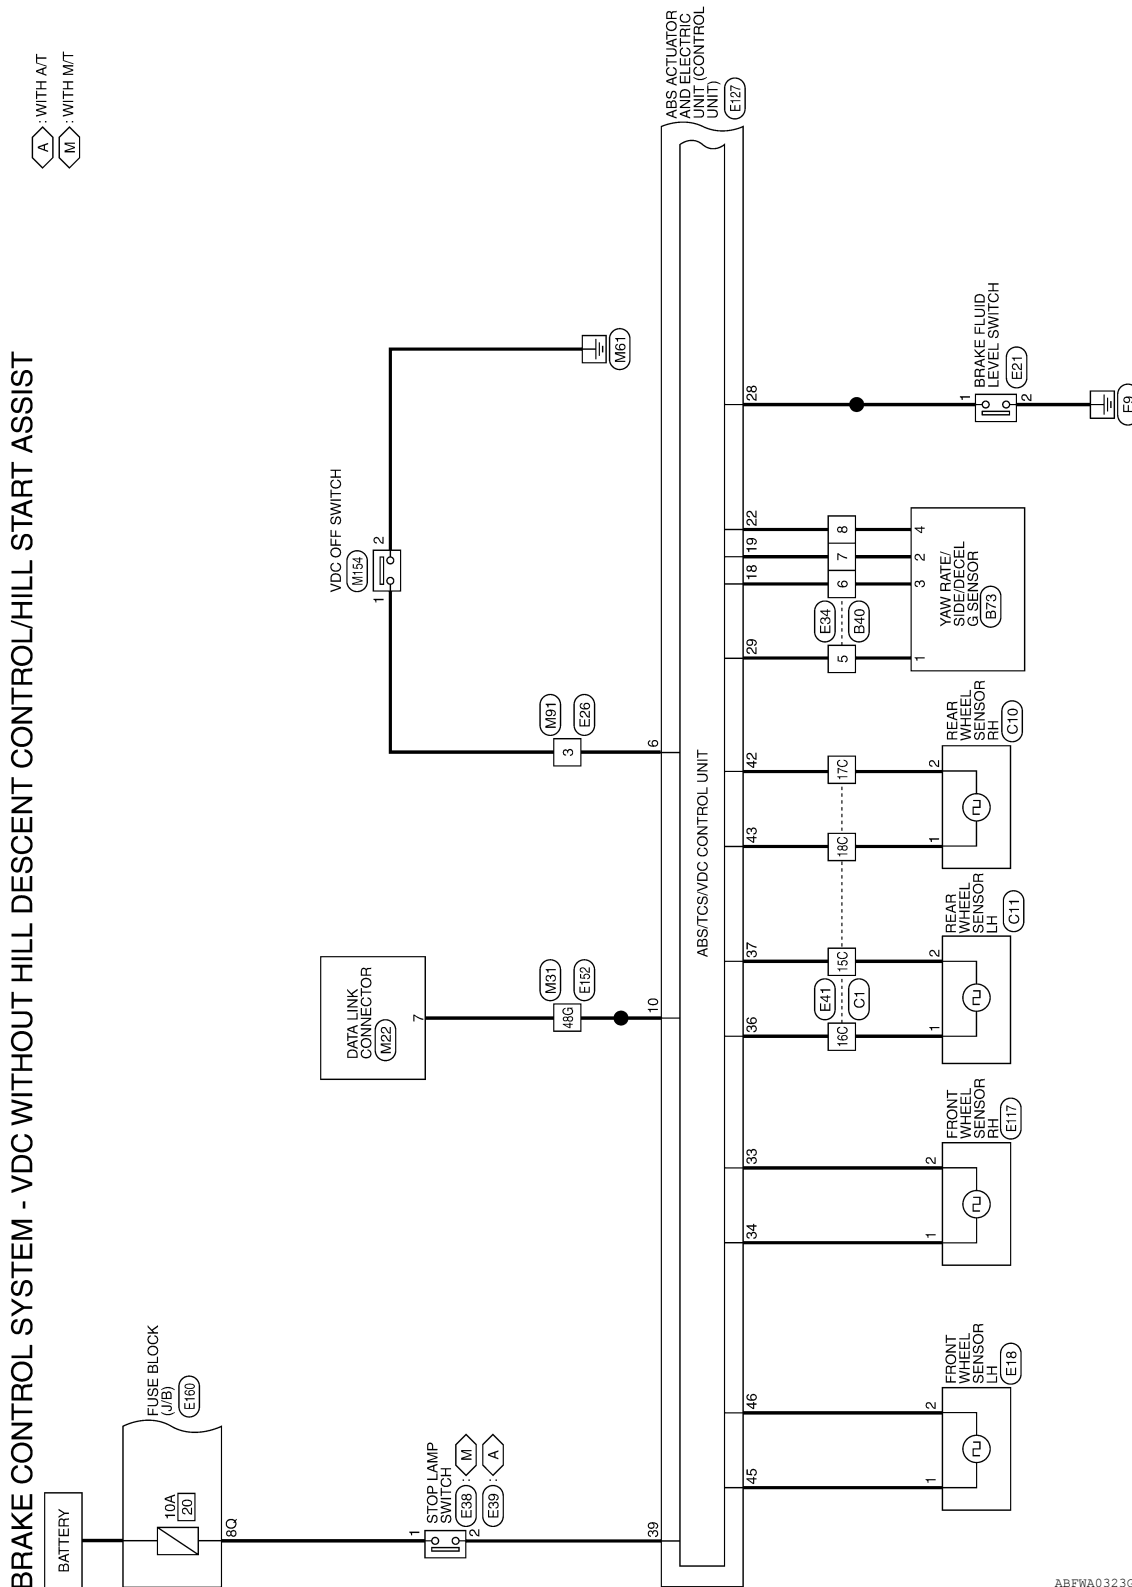 BRAKE CONTROL SYSTEM - VDC WITHOUT HILL DESCENT CONTROL/HILL START ASSIST
A : WITH A/T
M : WITH M/T
BATTERY
10A
20
FUSE BLOCK
(J/B)
E160
8Q
1
STOP LAMP
SWITCH
E38 : M
E39 : A
2
39
DATA LINK
CONNECTOR
M22
7
48G
M31
E152
10
VDC OFF SWITCH
M154
1
2
M91
3
E26
6
M61
ABS ACTUATOR
AND ELECTRIC
UNIT (CONTROL
UNIT)
E127
ABS/TCS/VDC CONTROL UNIT
45
46
34
33
36
37
43
42
29
18
19
22
28
16C
E41
C1
15C
18C
17C
5
E34
B40
6
7
8
1
2
FRONT
WHEEL
SENSOR
LH
E18
1
2
FRONT
WHEEL
SENSOR
RH
E117
1
2
REAR
WHEEL
SENSOR
LH
C11
1
2
REAR
WHEEL
SENSOR
RH
C10
1
3
2
4
YAW RATE/
SIDE/DECEL
G SENSOR
B73
1
BRAKE FLUID
LEVEL SWITCH
E21
2
E9
ABFWA0323G